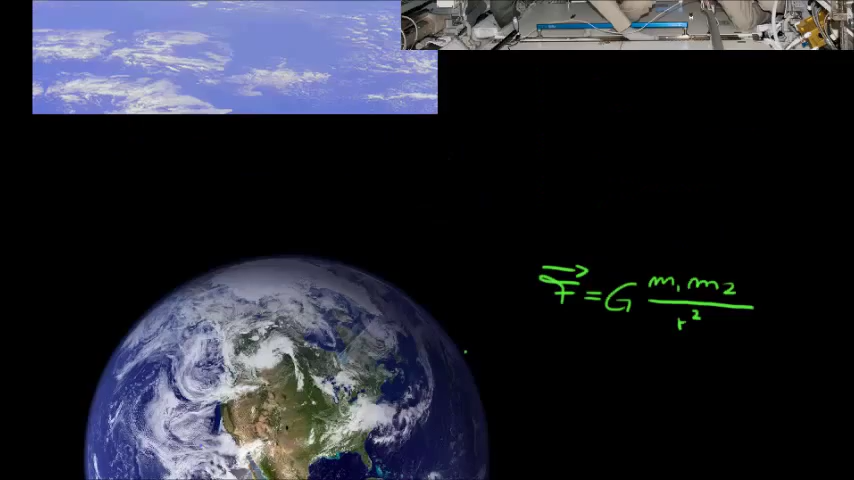 F⃗ = G m₁m₂ / r²